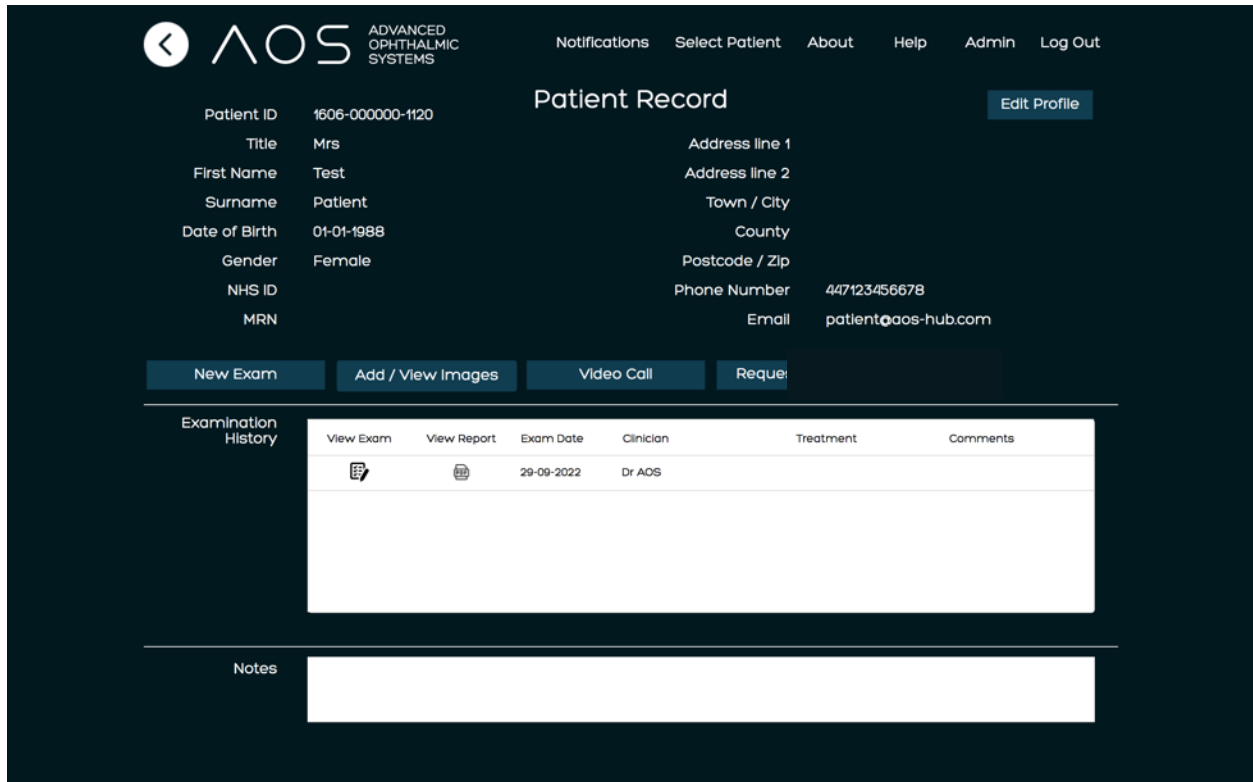 AOS ADVANCED OPHTHALMIC SYSTEMS
Notifications Select Patient About Help Admin Log Out
Patient Record
Edit Profile
Patient ID 1606-000000-1120
Title Mrs
First Name Test
Surname Patient
Date of Birth 01-01-1988
Gender Female
NHS ID
MRN
Address line 1
Address line 2
Town / City
County
Postcode / Zip
Phone Number 447123456678
Email patient@aos-hub.com
New Exam Add / View Images Video Call
Examination
History
View Exam View Report Exam Date Clinician Treatment Comments
PDF 29-09-2022 Dr AOS
Notes